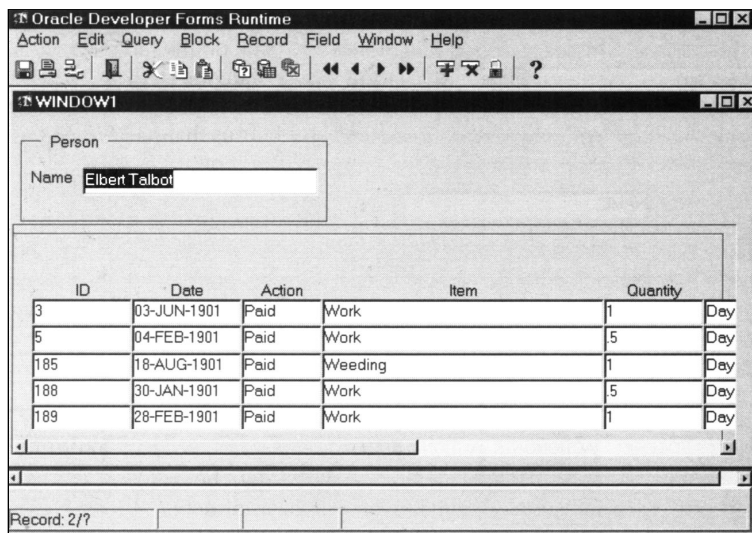 Oracle Developer Forms Runtime
Action Edit Query Block Record Field Window Help
?
WINDOW1
Person
Name Elbert Talbot
ID Date Action Item Quantity
3 03-JUN-1901 Paid Work 1 Day
5 04-FEB-1901 Paid Work .5 Day
185 18-AUG-1901 Paid Weeding 1 Day
188 30-JAN-1901 Paid Work .5 Day
189 28-FEB-1901 Paid Work 1 Day
Record: 2/?